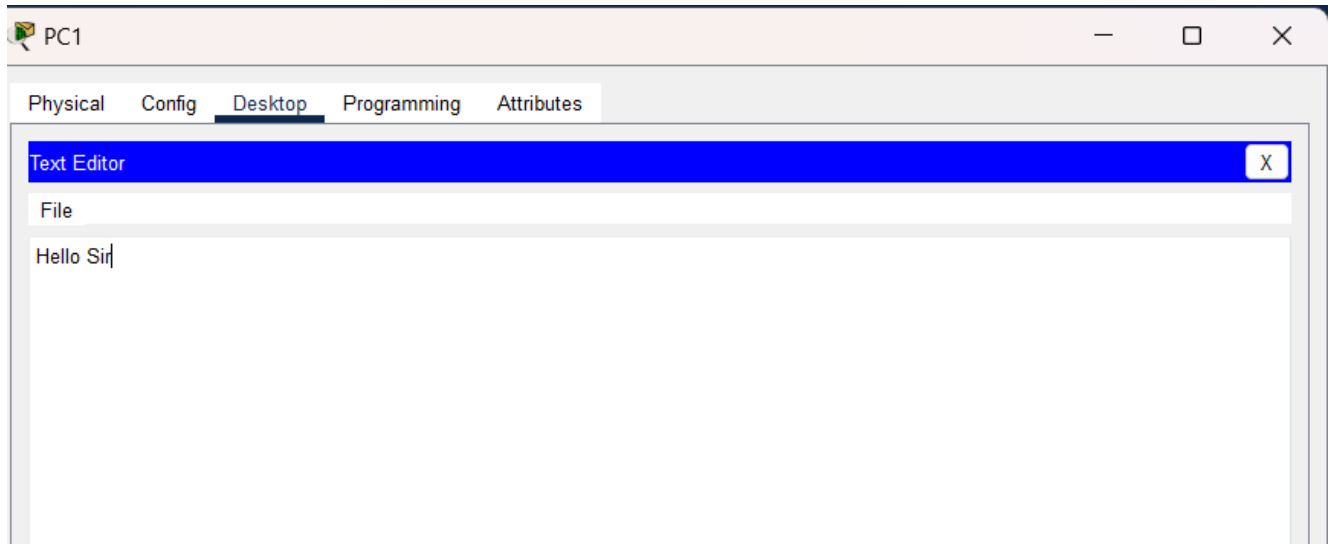 PC1
Physical Config Desktop Programming Attributes
Text Editor X
File
Hello Sir